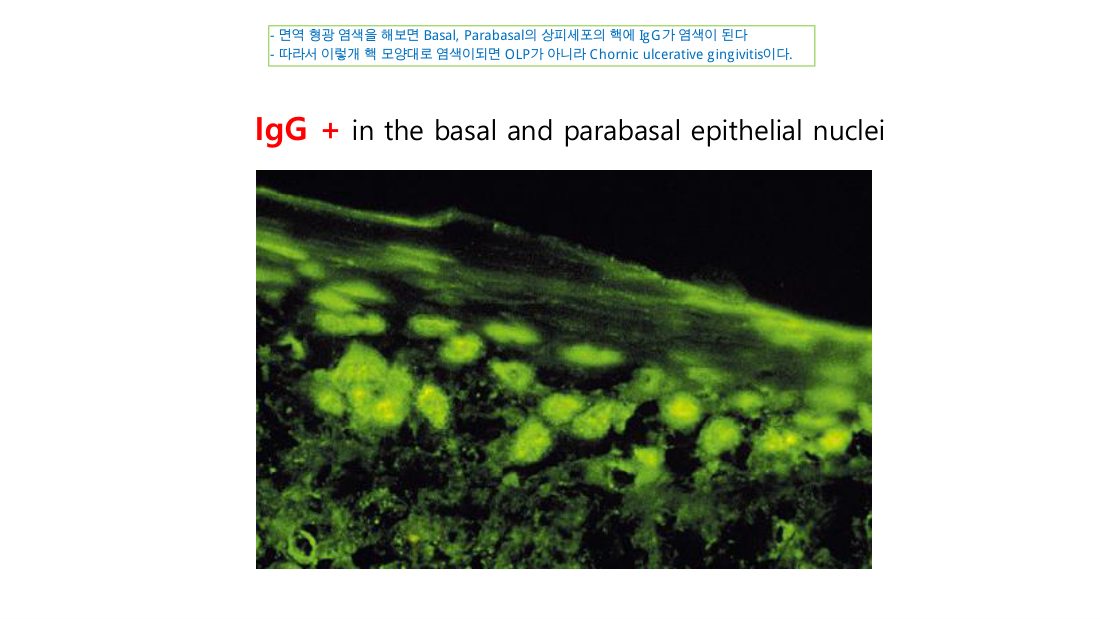 - 면역 형광 염색을 해보면 Basal, Parabasal의 상피세포의 핵에 IgG가 염색이 된다
- 따라서 이렇개 핵 모양대로 염색이되면 OLP가 아니라 Chornic ulcerative gingivitis이다.
IgG + in the basal and parabasal epithelial nuclei